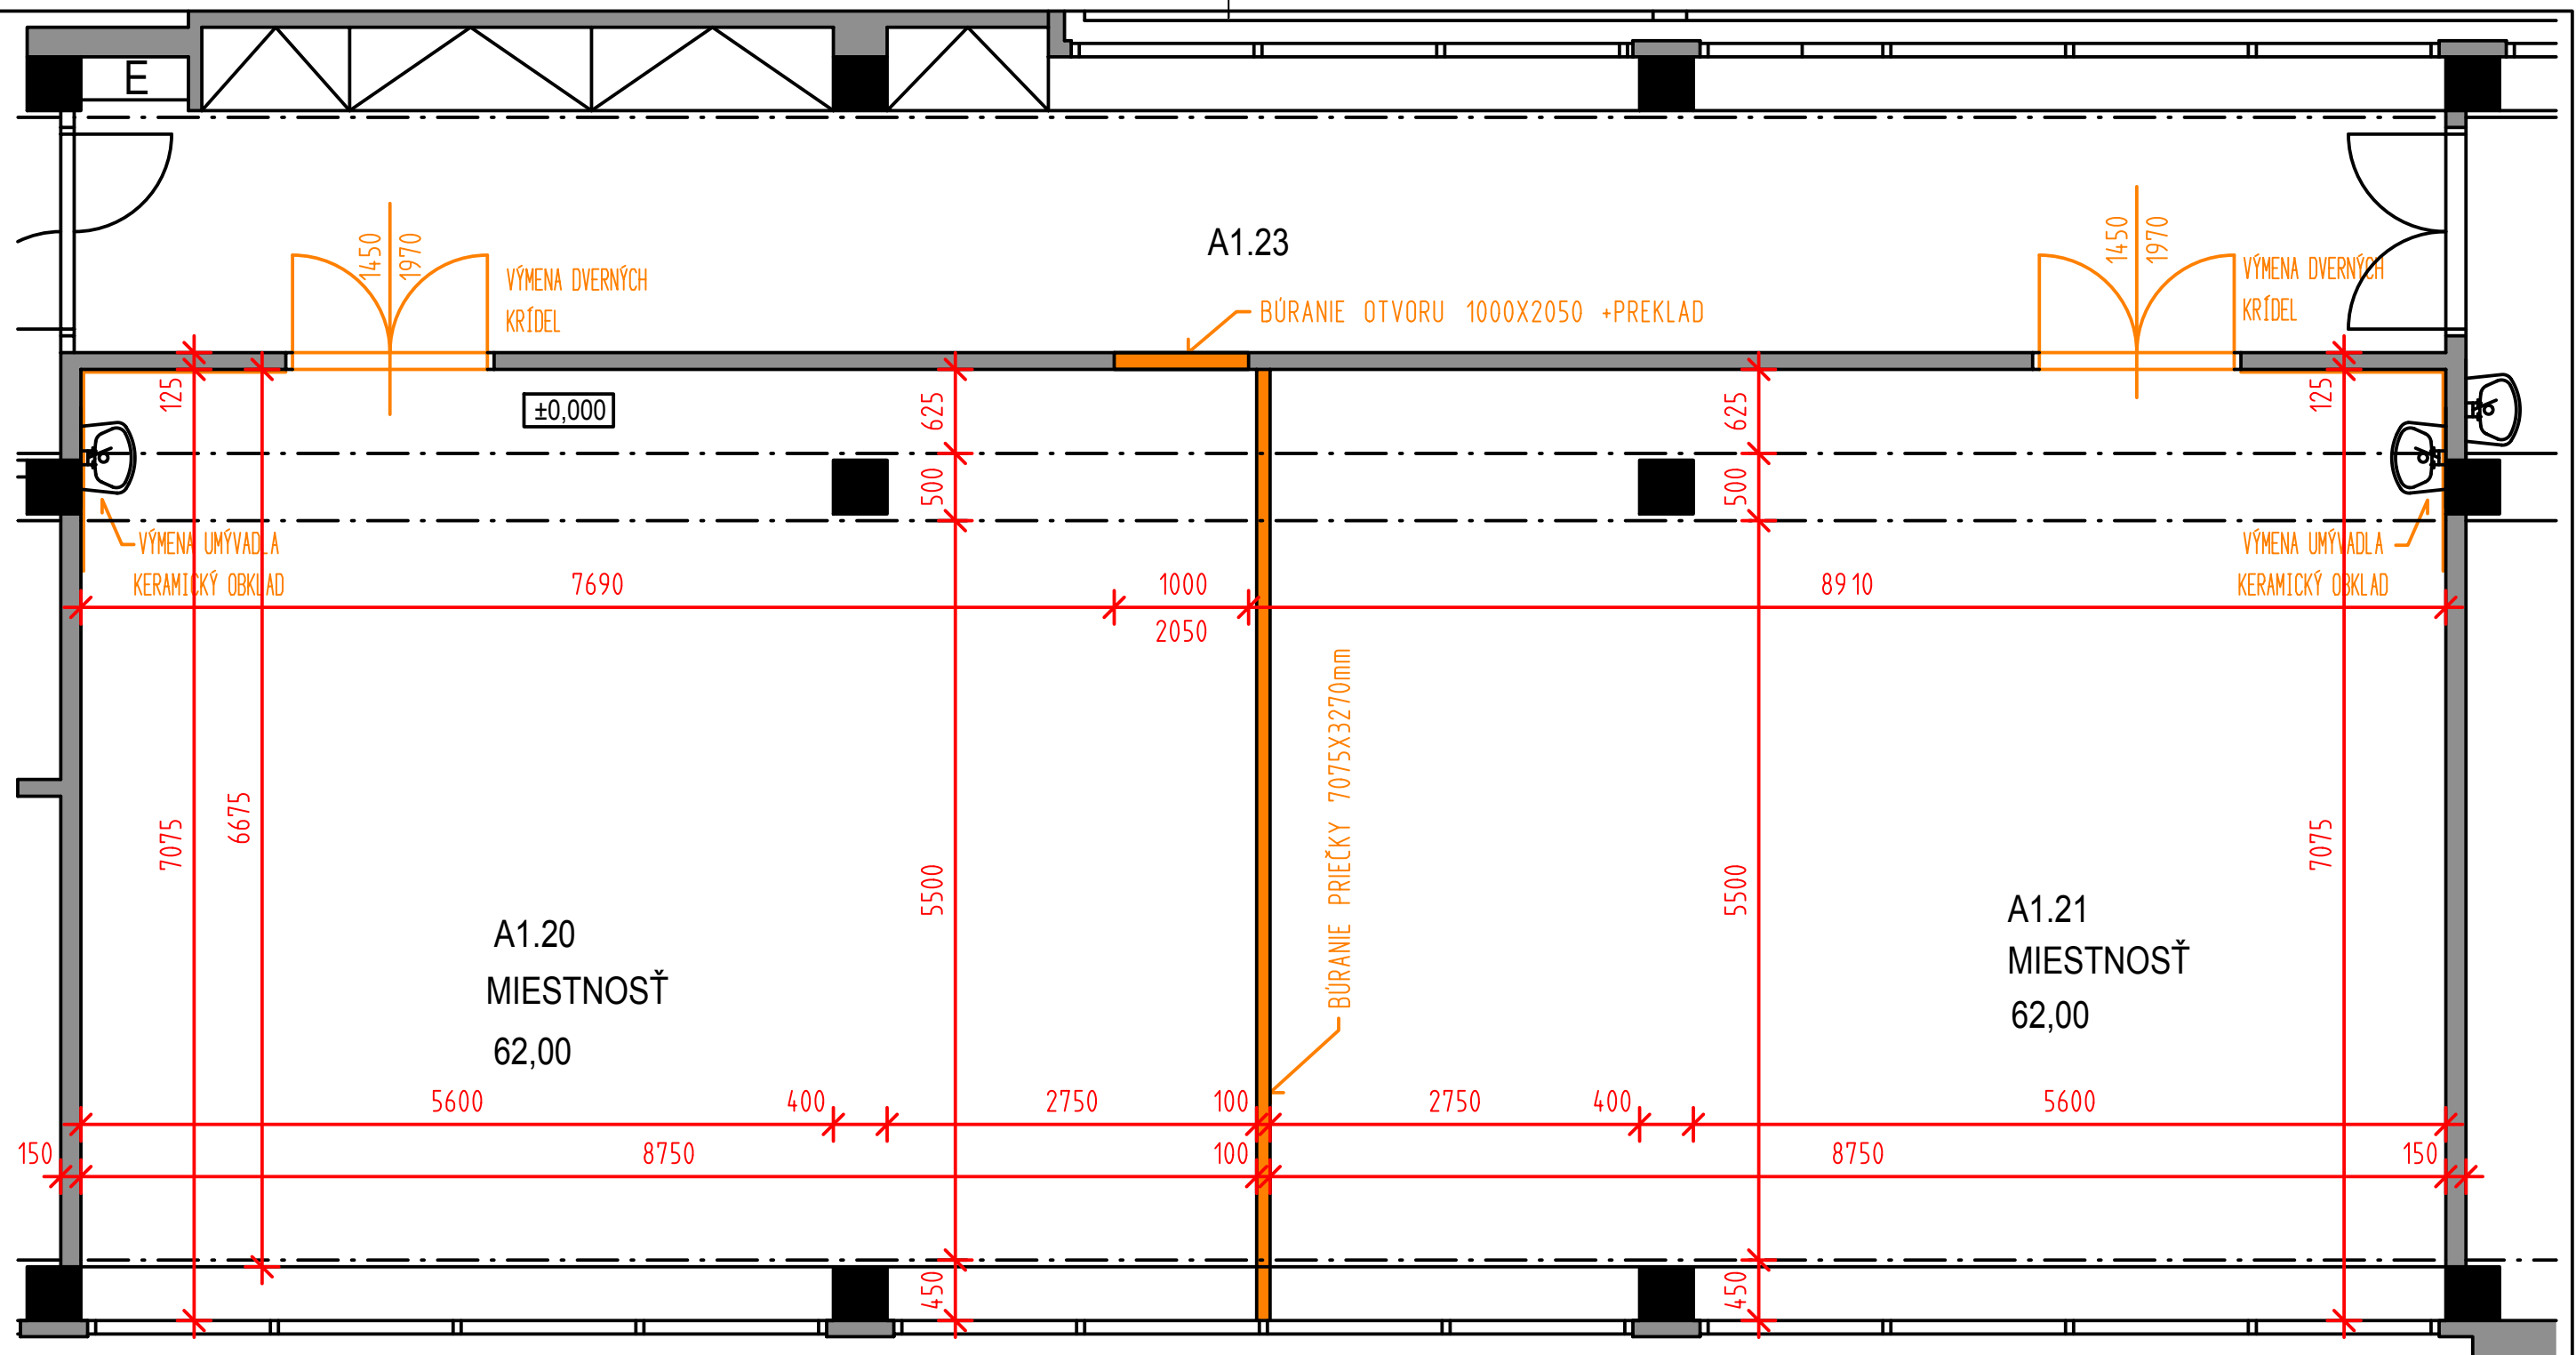 E
A1.23
1450
1970
VÝMENA DVERNÝCH
KRÍDEL
1450
1970
VÝMENA DVERNÝCH
KRÍDEL
BÚRANIE OTVORU 1000X2050 +PREKLAD
125
±0,000
625
625
125
500
500
VÝMENA UMÝVADLA
KERAMICKÝ OBKLAD
VÝMENA UMÝVADLA
KERAMICKÝ OBKLAD
7690
1000
2050
8910
BÚRANIE PRIEČKY 7075X3270mm
7075
6675
5500
5500
7075
A1.20
MIESTNOSŤ
62,00
A1.21
MIESTNOSŤ
62,00
5600
400
2750
100
2750
400
5600
150
8750
100
8750
150
450
450